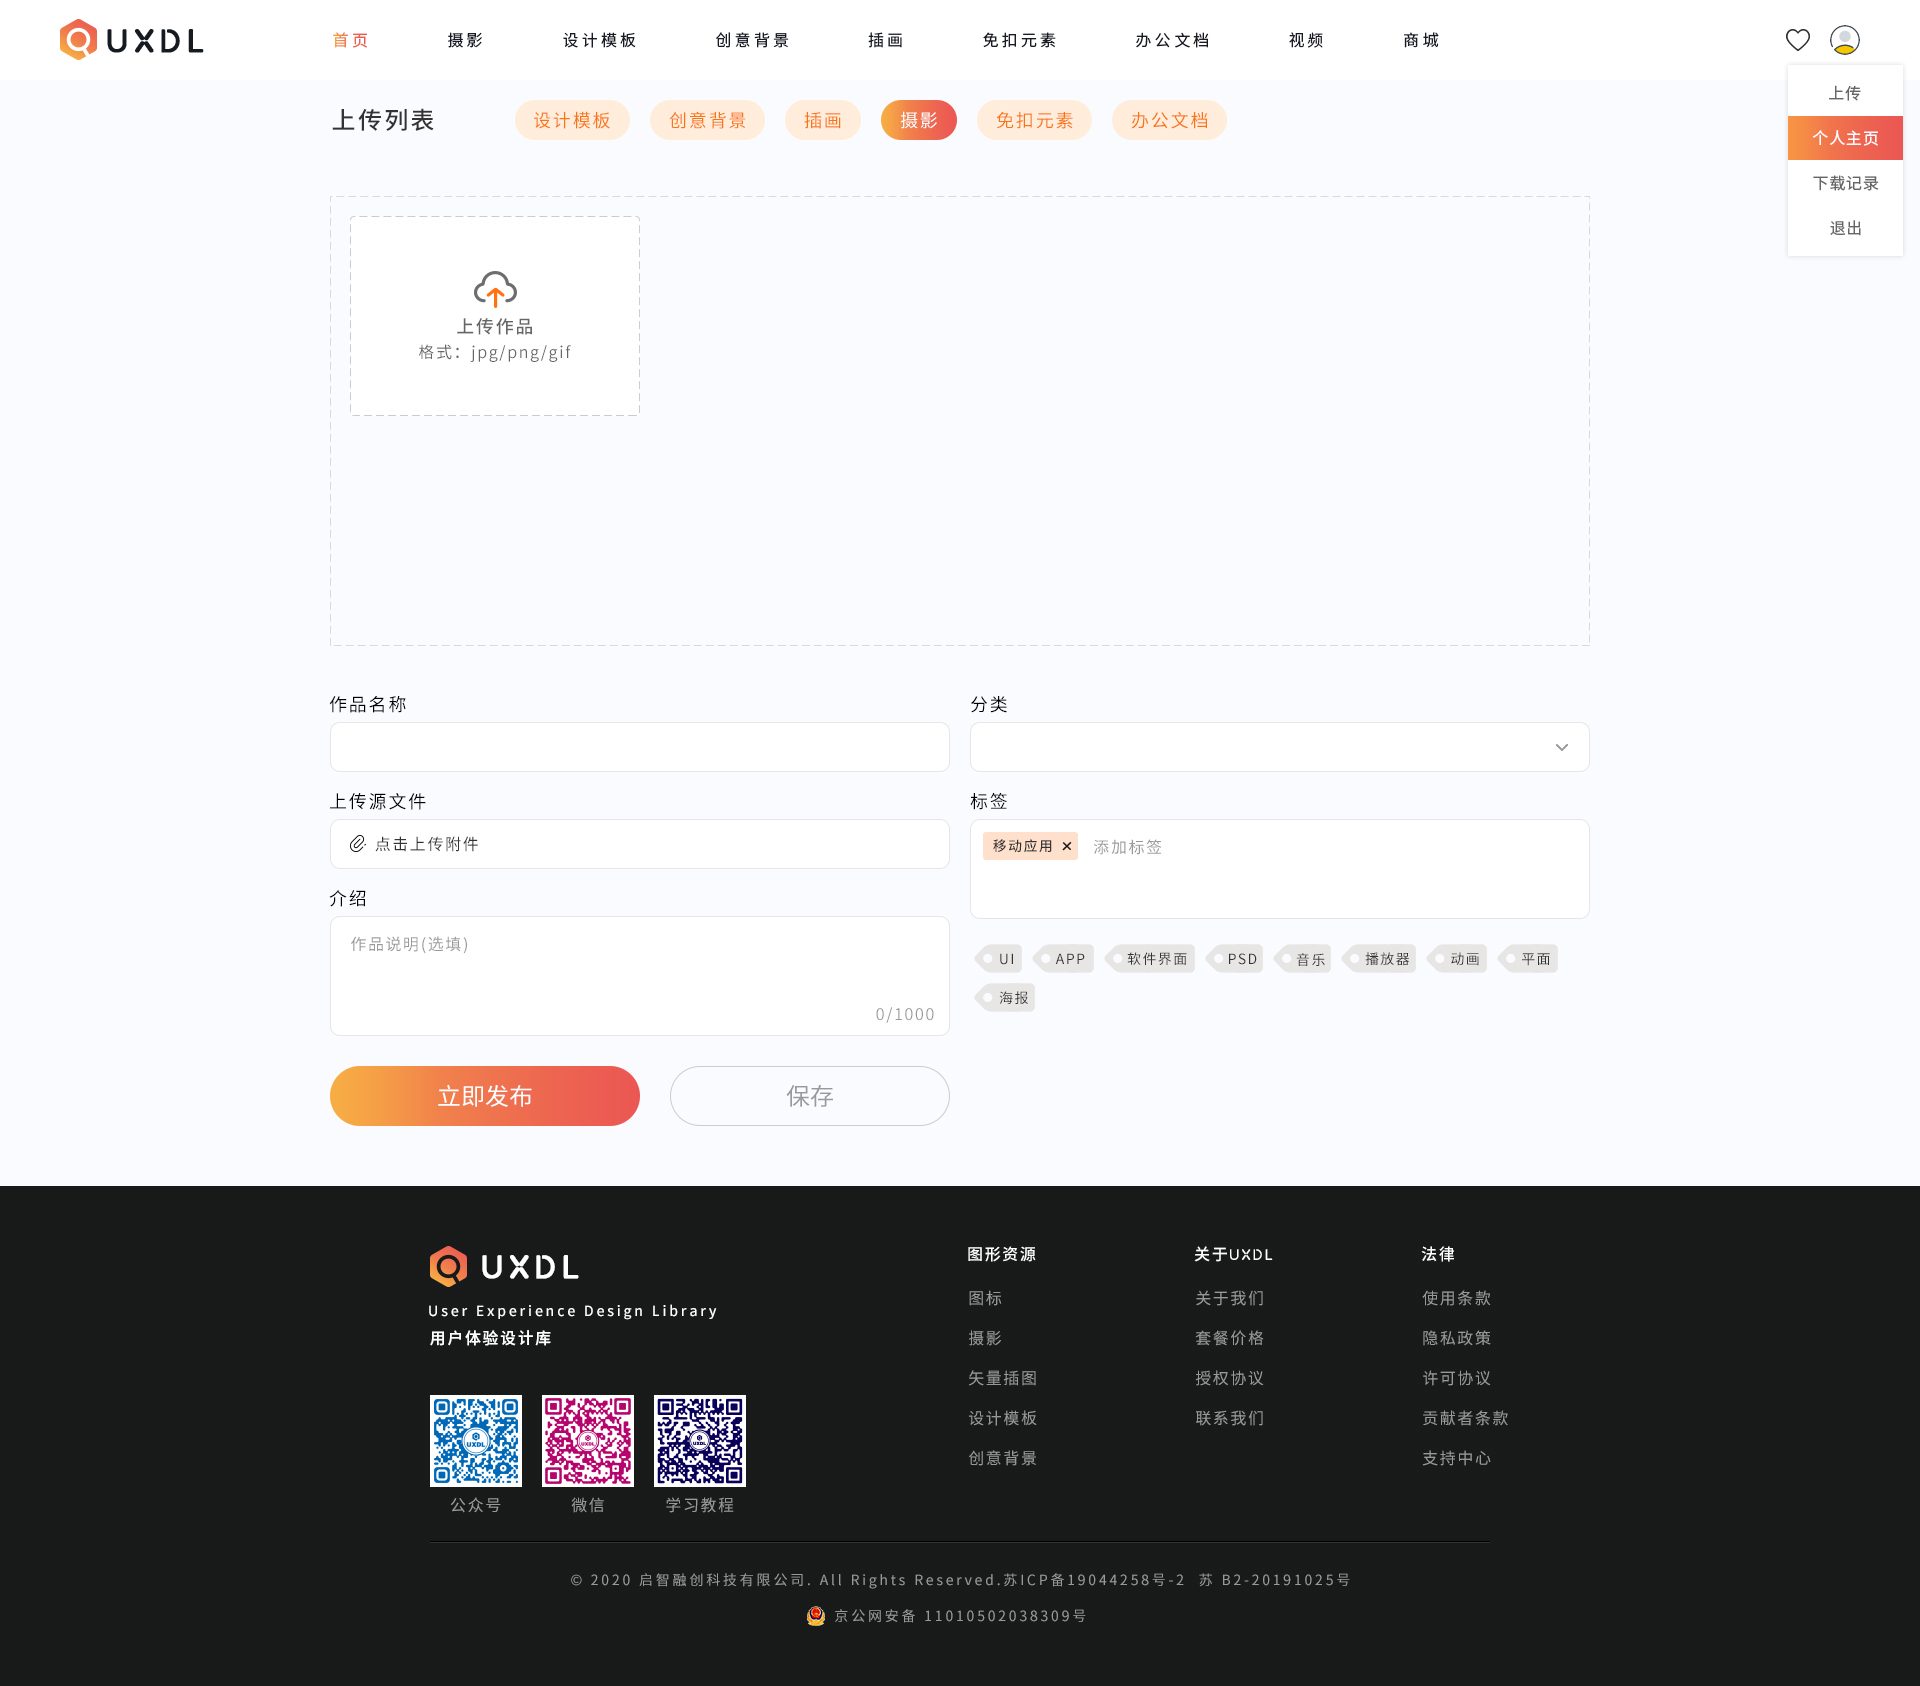 UXDL 首页 摄影 设计模板 创意背景 插画 免扣元素 办公文档 视频 商城
上传
个人主页
下载记录
退出
上传列表 设计模板 创意背景 插画 摄影 免扣元素 办公文档
上传作品
格式：jpg/png/gif
作品名称
分类
上传源文件
点击上传附件
标签
移动应用 × 添加标签
介绍
作品说明(选填)
0/1000
UI APP 软件界面 PSD 音乐 播放器 动画 平面
海报
立即发布 保存
UXDL
User Experience Design Library
用户体验设计库
UXDL UXDL UXDL
公众号 微信 学习教程
图形资源
图标
摄影
矢量插图
设计模板
创意背景
关于UXDL
关于我们
套餐价格
授权协议
联系我们
法律
使用条款
隐私政策
许可协议
贡献者条款
支持中心
© 2020 启智融创科技有限公司. All Rights Reserved.苏ICP备19044258号-2 苏 B2-20191025号
京公网安备 11010502038309号